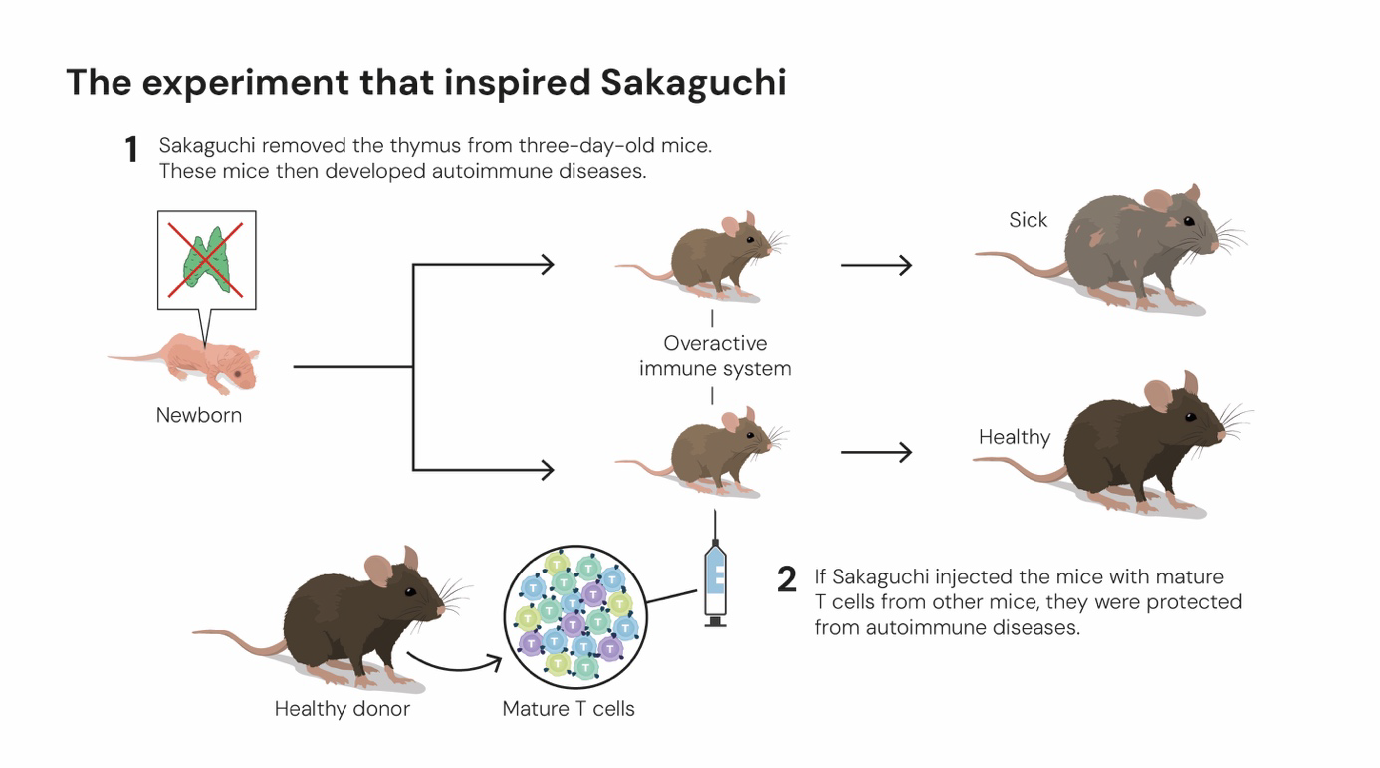 The experiment that inspired Sakaguchi
1
Sakaguchi removed the thymus from three-day-old mice.
These mice then developed autoimmune diseases.
Newborn
Overactive
immune system
Sick
Healthy
Healthy donor
T T T T T T T T T T T T T T T T T T T
Mature T cells
2
If Sakaguchi injected the mice with mature
T cells from other mice, they were protected
from autoimmune diseases.